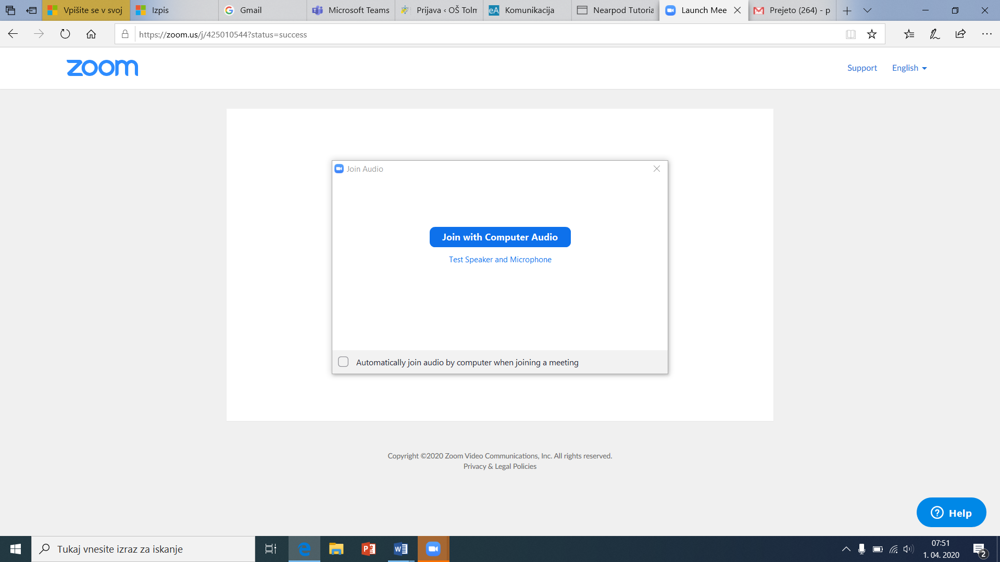 Vpišite se v svoj
Izpis
Gmail
Microsoft Teams
Prijava ‹ OŠ Tolm
eA Komunikacija
Nearpod Tutoria
Launch Mee
Prejeto (264) - p
https://zoom.us/j/425010544?status=success
zoom
Support
English
Join Audio
Join with Computer Audio
Test Speaker and Microphone
Automatically join audio by computer when joining a meeting
Copyright ©2020 Zoom Video Communications, Inc. All rights reserved.
Privacy & Legal Policies
Help
Tukaj vnesite izraz za iskanje
07:51
1. 04. 2020
2